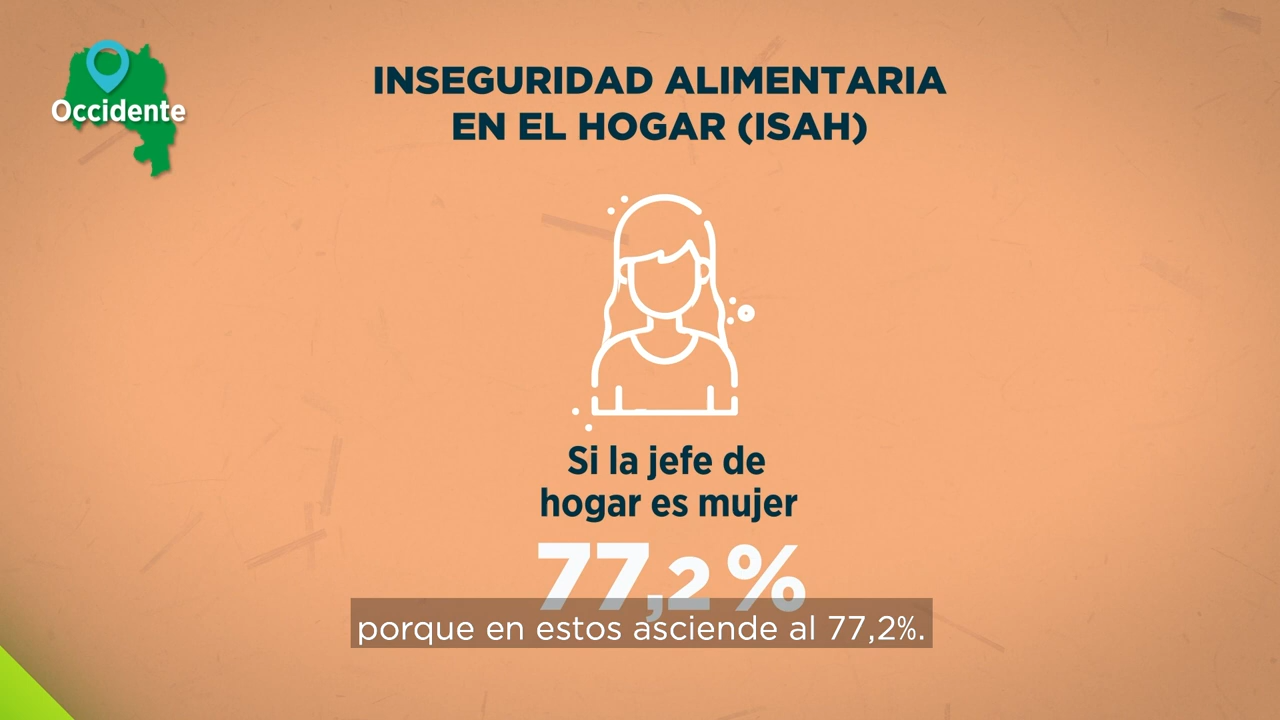 Occidente
INSEGURIDAD ALIMENTARIA
EN EL HOGAR (ISAH)
Si la jefe de
hogar es mujer
77,2%
porque en estos asciende al 77,2%.